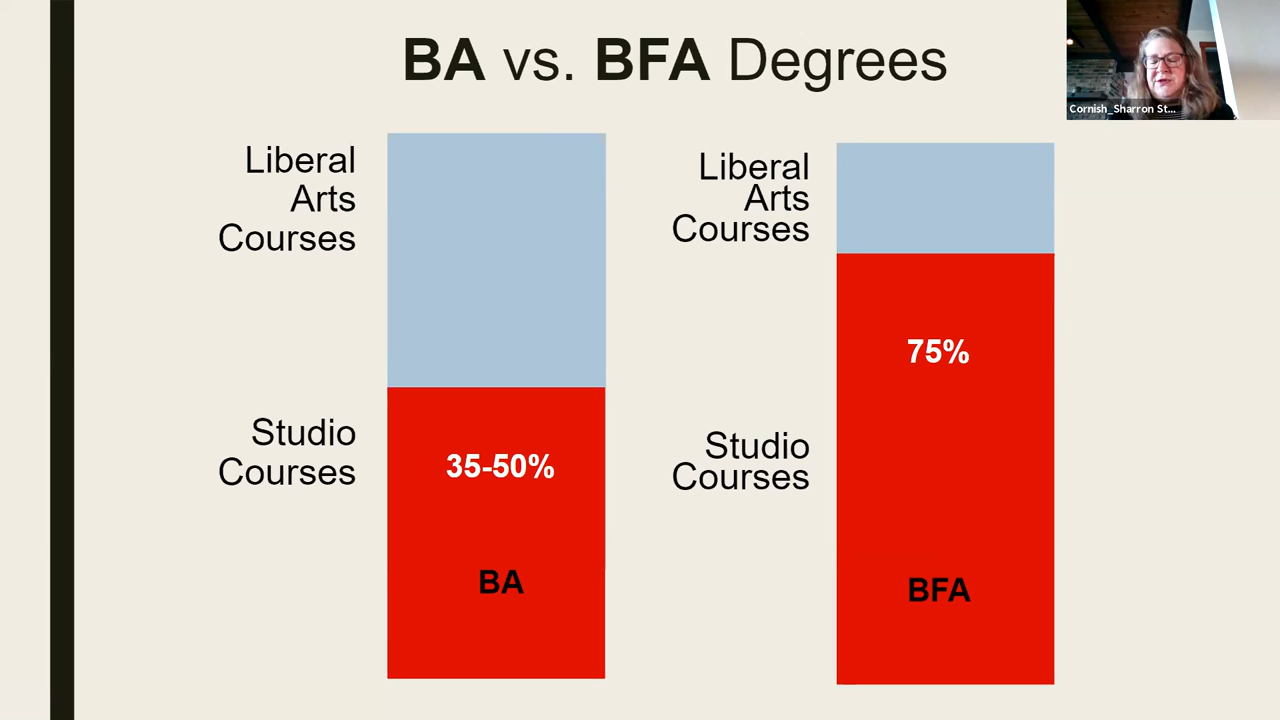 BA vs. BFA Degrees
Cornish_Sharron St...
Liberal
Arts
Courses
Studio
Courses
35-50%
BA
Liberal
Arts
Courses
75%
Studio
Courses
BFA